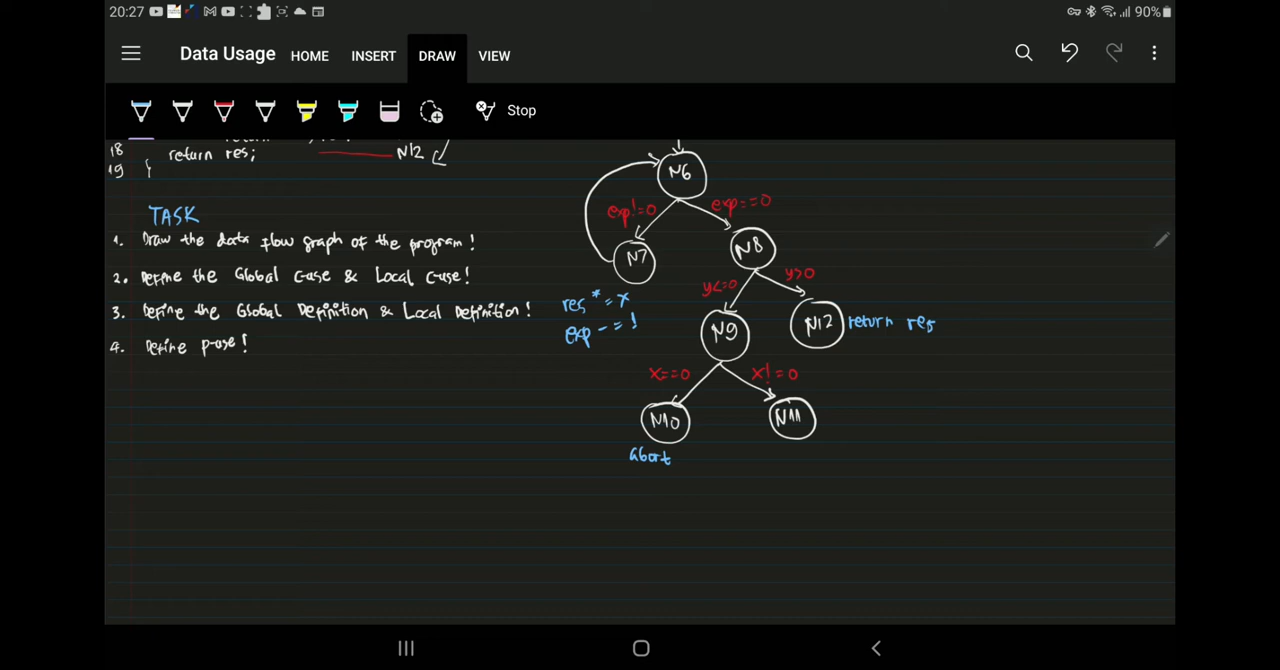 20:27
90%
Data Usage HOME INSERT DRAW VIEW
Stop
18 return res; N12
19 }
TASK
1. Draw the data flow graph of the program!
2. Define the Global C-use & Local C-use!
3. Define the Global Definition & Local Definition!
4. Define p-use!
N6
exp!=0 exp==0
N7 N8
res *= x
exp -= 1
y<=0 y>0
N9 N12 return res
x==0 x!=0
N10 N11
abort